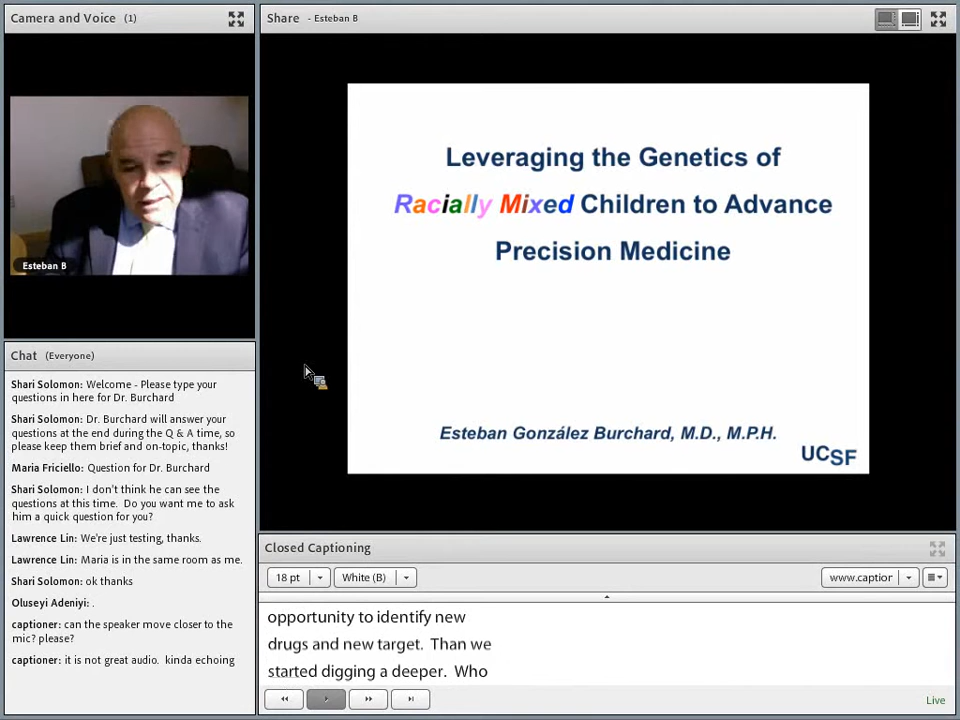 Camera and Voice (1)
Esteban B
Share - Esteban B
Leveraging the Genetics of
Racially Mixed Children to Advance
Precision Medicine
Esteban González Burchard, M.D., M.P.H.
UCSF
Chat (Everyone)
Shari Solomon: Welcome - Please type your
questions in here for Dr. Burchard
Shari Solomon: Dr. Burchard will answer your
questions at the end during the Q & A time, so
please keep them brief and on-topic, thanks!
Maria Friciello: Question for Dr. Burchard
Shari Solomon: I don't think he can see the
questions at this time. Do you want me to ask
him a quick question for you?
Lawrence Lin: We're just testing, thanks.
Lawrence Lin: Maria is in the same room as me.
Shari Solomon: ok thanks
Oluseyi Adeniyi: .
captioner: can the speaker move closer to the
mic? please?
captioner: it is not great audio. kinda echoing
Closed Captioning
18 pt
White (B)
www.caption
opportunity to identify new
drugs and new target. Than we
started digging a deeper. Who
Live